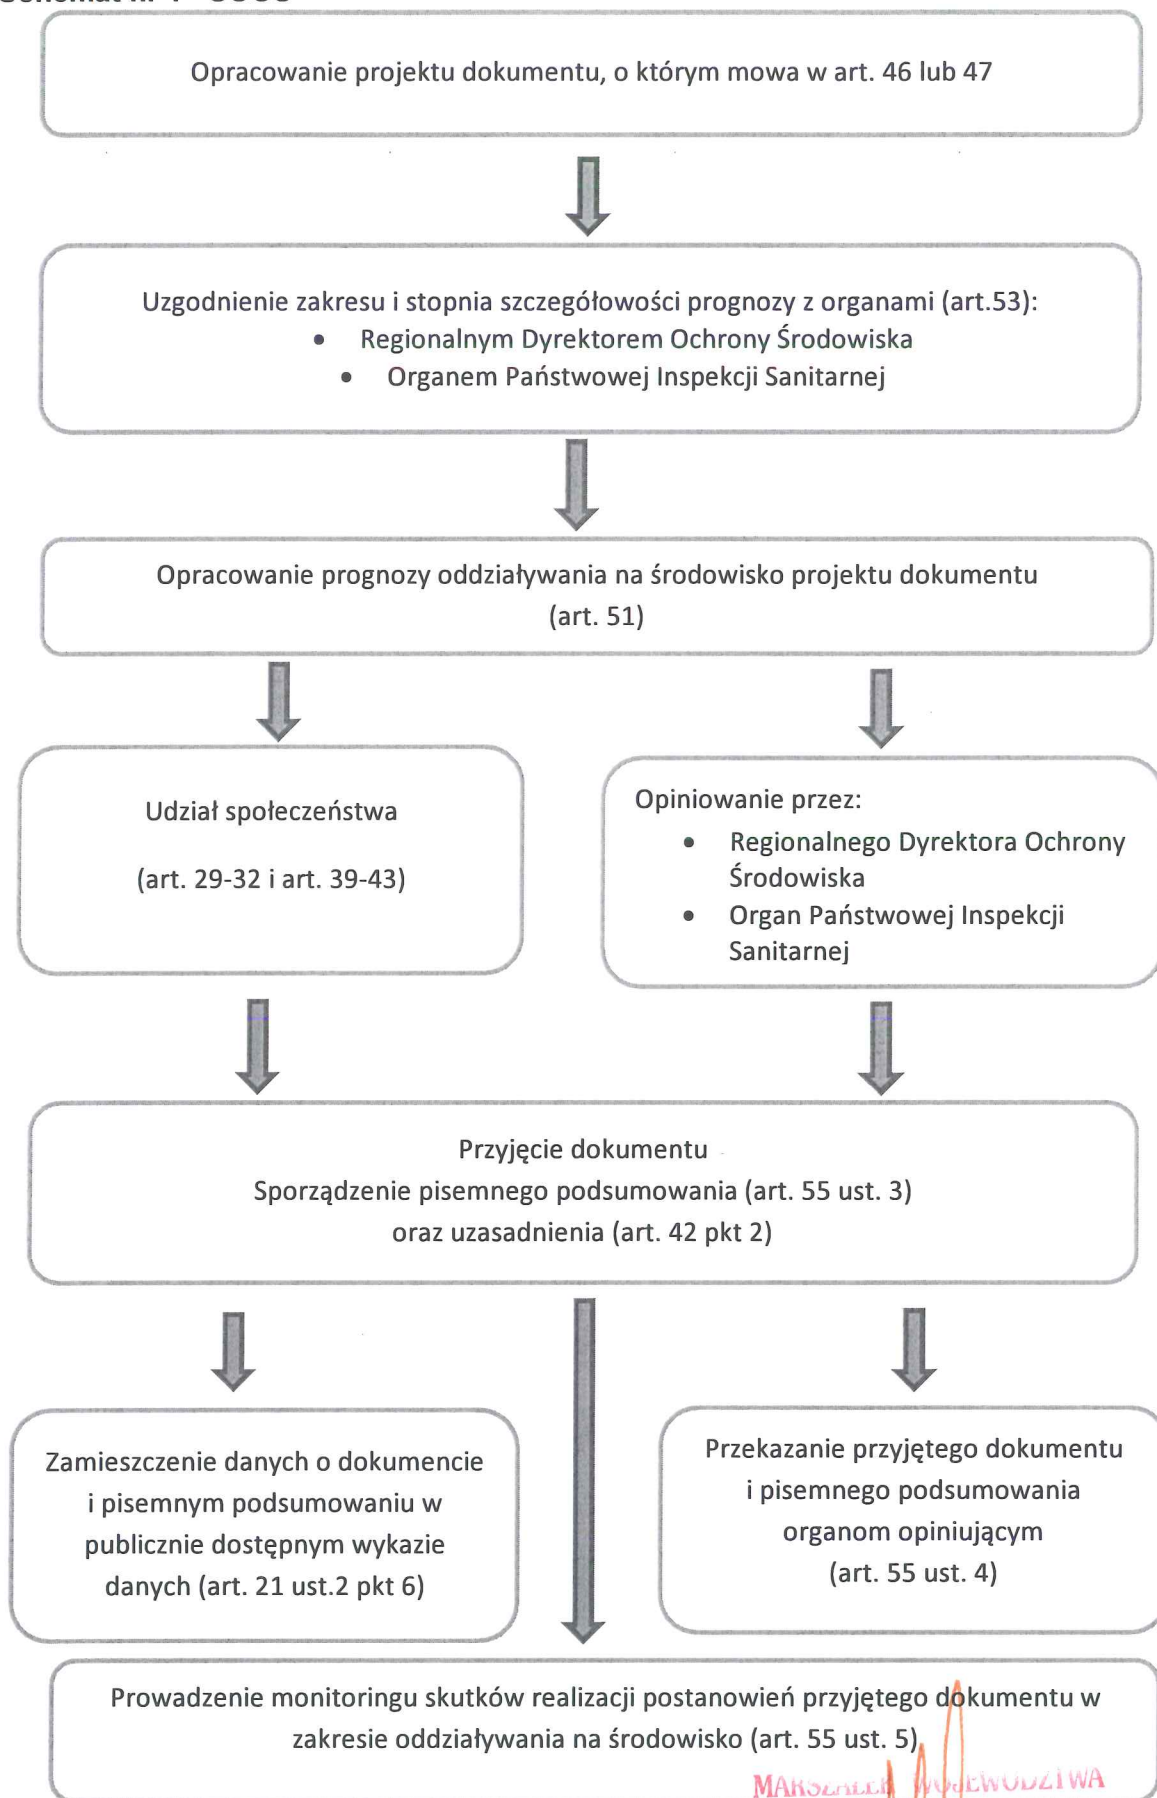 Opracowanie projektu dokumentu, o którym mowa w art. 46 lub 47
Uzgodnienie zakresu i stopnia szczegółowości prognozy z organami (art.53):
• Regionalnym Dyrektorem Ochrony Środowiska
• Organem Państwowej Inspekcji Sanitarnej
Opracowanie prognozy oddziaływania na środowisko projektu dokumentu
(art. 51)
Udział społeczeństwa
(art. 29-32 i art. 39-43)
Opiniowanie przez:
• Regionalnego Dyrektora Ochrony
Środowiska
• Organ Państwowej Inspekcji
Sanitarnej
Przyjęcie dokumentu
Sporządzenie pisemnego podsumowania (art. 55 ust. 3)
oraz uzasadnienia (art. 42 pkt 2)
Zamieszczenie danych o dokumencie
i pisemnym podsumowaniu w
publicznie dostępnym wykazie
danych (art. 21 ust.2 pkt 6)
Przekazanie przyjętego dokumentu
i pisemnego podsumowania
organom opiniującym
(art. 55 ust. 4)
Prowadzenie monitoringu skutków realizacji postanowień przyjętego dokumentu w
zakresie oddziaływania na środowisko (art. 55 ust. 5)
MARSZAŁEK WOJEWÓDZTWA